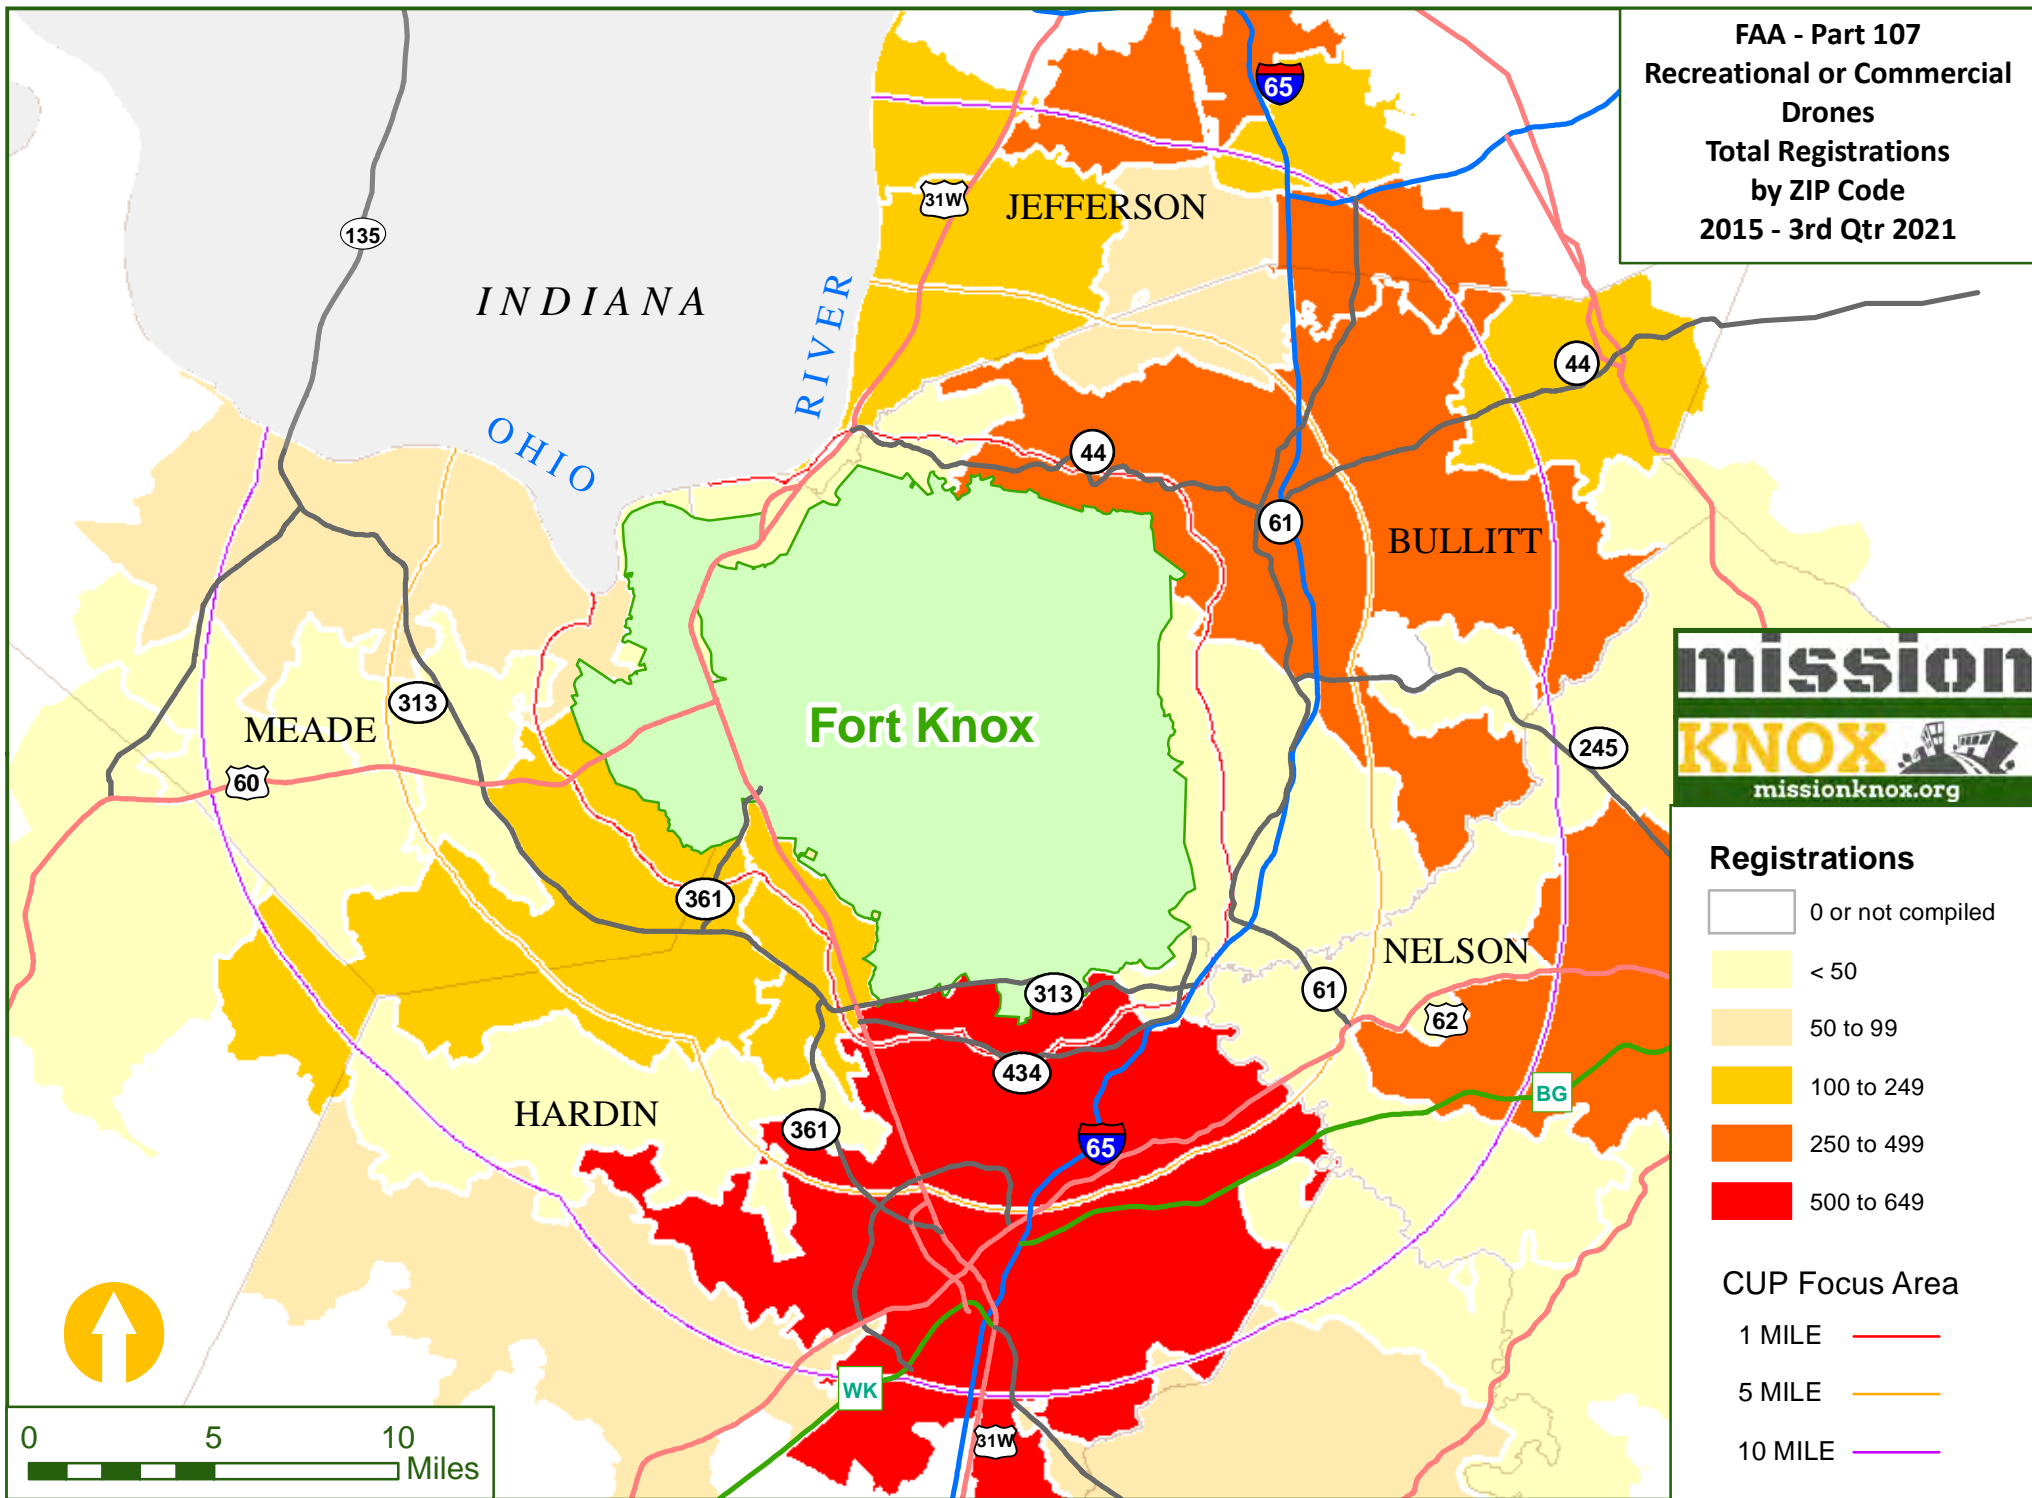 FAA - Part 107
Recreational or Commercial
Drones
Total Registrations
by ZIP Code
2015 - 3rd Qtr 2021
65
31W
JEFFERSON
135
INDIANA
RIVER
OHIO
44
44
61
BULLITT
mission
KNOX
missionknox.org
313
MEADE
Fort Knox
60
245
361
NELSON
313
61
62
434
BG
HARDIN
361
65
WK
31W
Registrations
0 or not compiled
< 50
50 to 99
100 to 249
250 to 499
500 to 649
CUP Focus Area
1 MILE
5 MILE
10 MILE
0 5 10
Miles